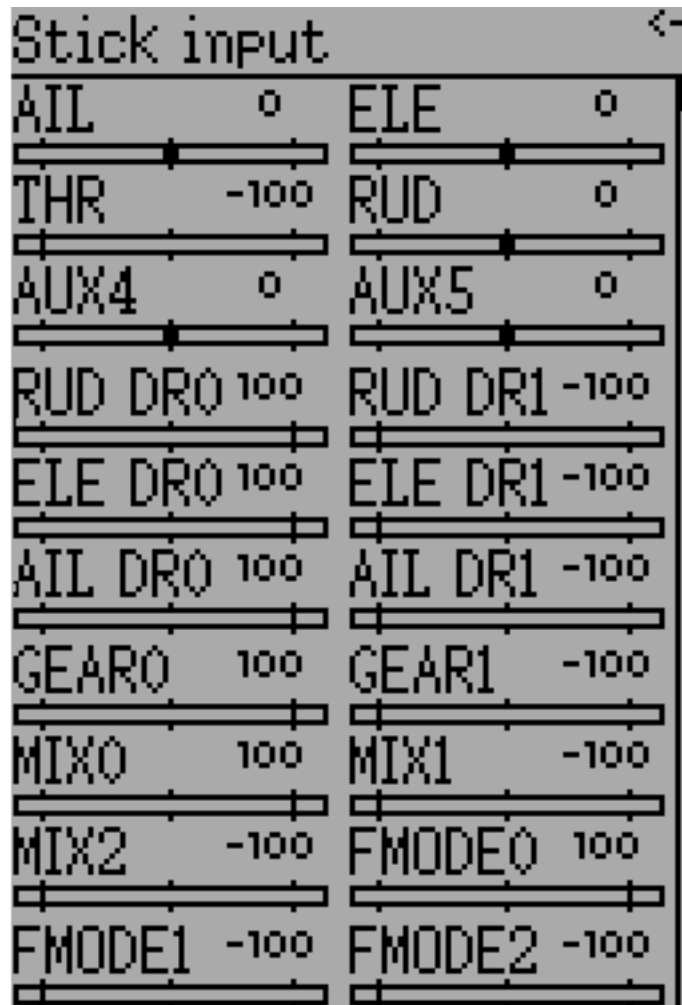 Stick input <-
AIL 0 ELE 0
THR -100 RUD 0
AUX4 0 AUX5 0
RUD DR0 100 RUD DR1 -100
ELE DR0 100 ELE DR1 -100
AIL DR0 100 AIL DR1 -100
GEAR0 100 GEAR1 -100
MIX0 100 MIX1 -100
MIX2 -100 FMODE0 100
FMODE1 -100 FMODE2 -100